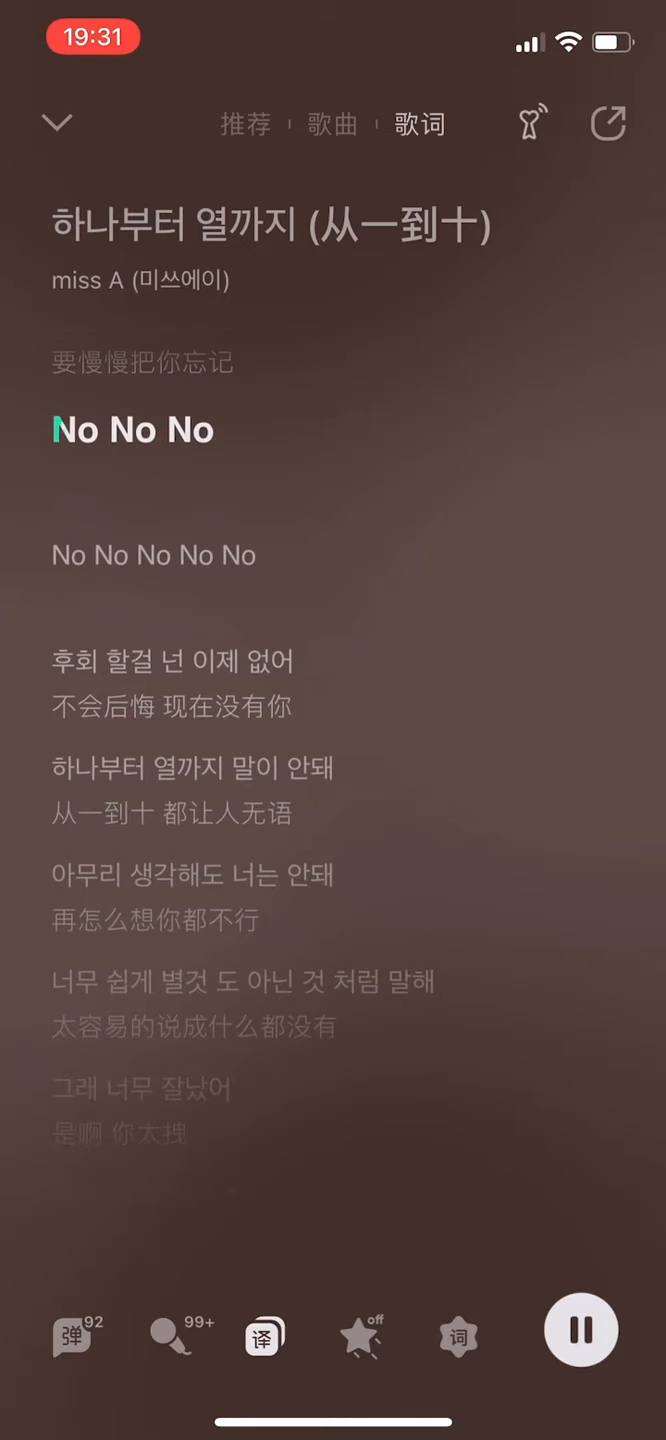 19:31
推荐 歌曲 歌词
하나부터 열까지 (从一到十)
miss A (미쓰에이)
要慢慢把你忘记
No No No
No No No No No
후회 할걸 넌 이제 없어
不会后悔 现在没有你
하나부터 열까지 말이 안돼
从一到十 都让人无语
아무리 생각해도 너는 안돼
再怎么想你都不行
너무 쉽게 별것 도 아닌 것 처럼 말해
太容易的说成什么都没有
그래 너무 잘났어
是啊 你太拽
弹 92 99+ 译 off 词